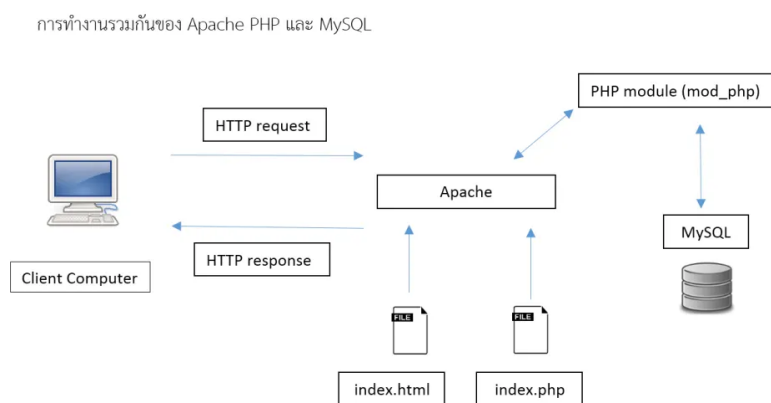 การทำงานรวมกันของ Apache PHP และ MySQL
PHP module (mod_php)
HTTP request
Apache
MySQL
HTTP response
Client Computer
FILE
FILE
index.html
index.php